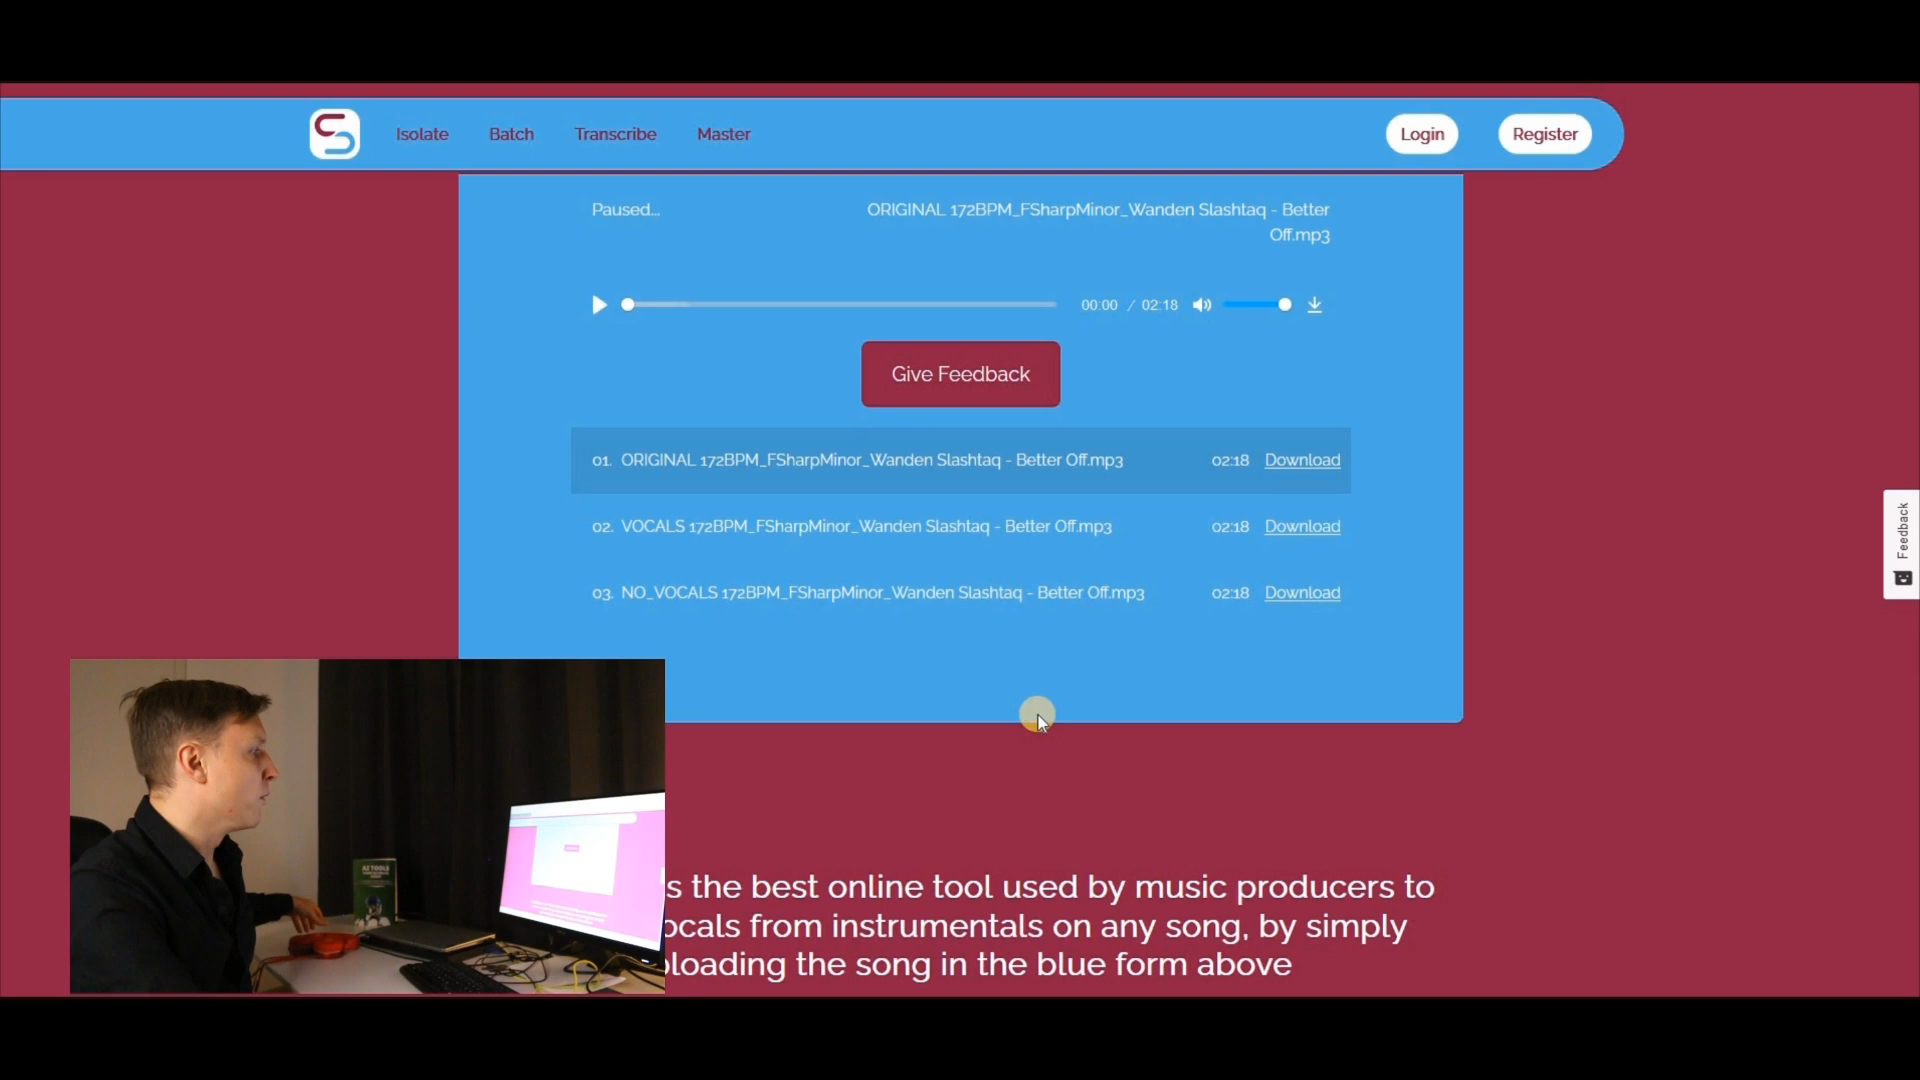 Isolate Batch Transcribe Master Login Register
Paused... ORIGINAL 172BPM_FSharpMinor_Wanden Slashtaq - Better
Off.mp3
00:00 / 02:18
Give Feedback
01. ORIGINAL 172BPM_FSharpMinor_Wanden Slashtaq - Better Off.mp3 02:18 Download
02. VOCALS 172BPM_FSharpMinor_Wanden Slashtaq - Better Off.mp3 02:18 Download
03. NO_VOCALS 172BPM_FSharpMinor_Wanden Slashtaq - Better Off.mp3 02:18 Download
Feedback
s the best online tool used by music producers to
ocals from instrumentals on any song, by simply
loading the song in the blue form above
AI TOOLS